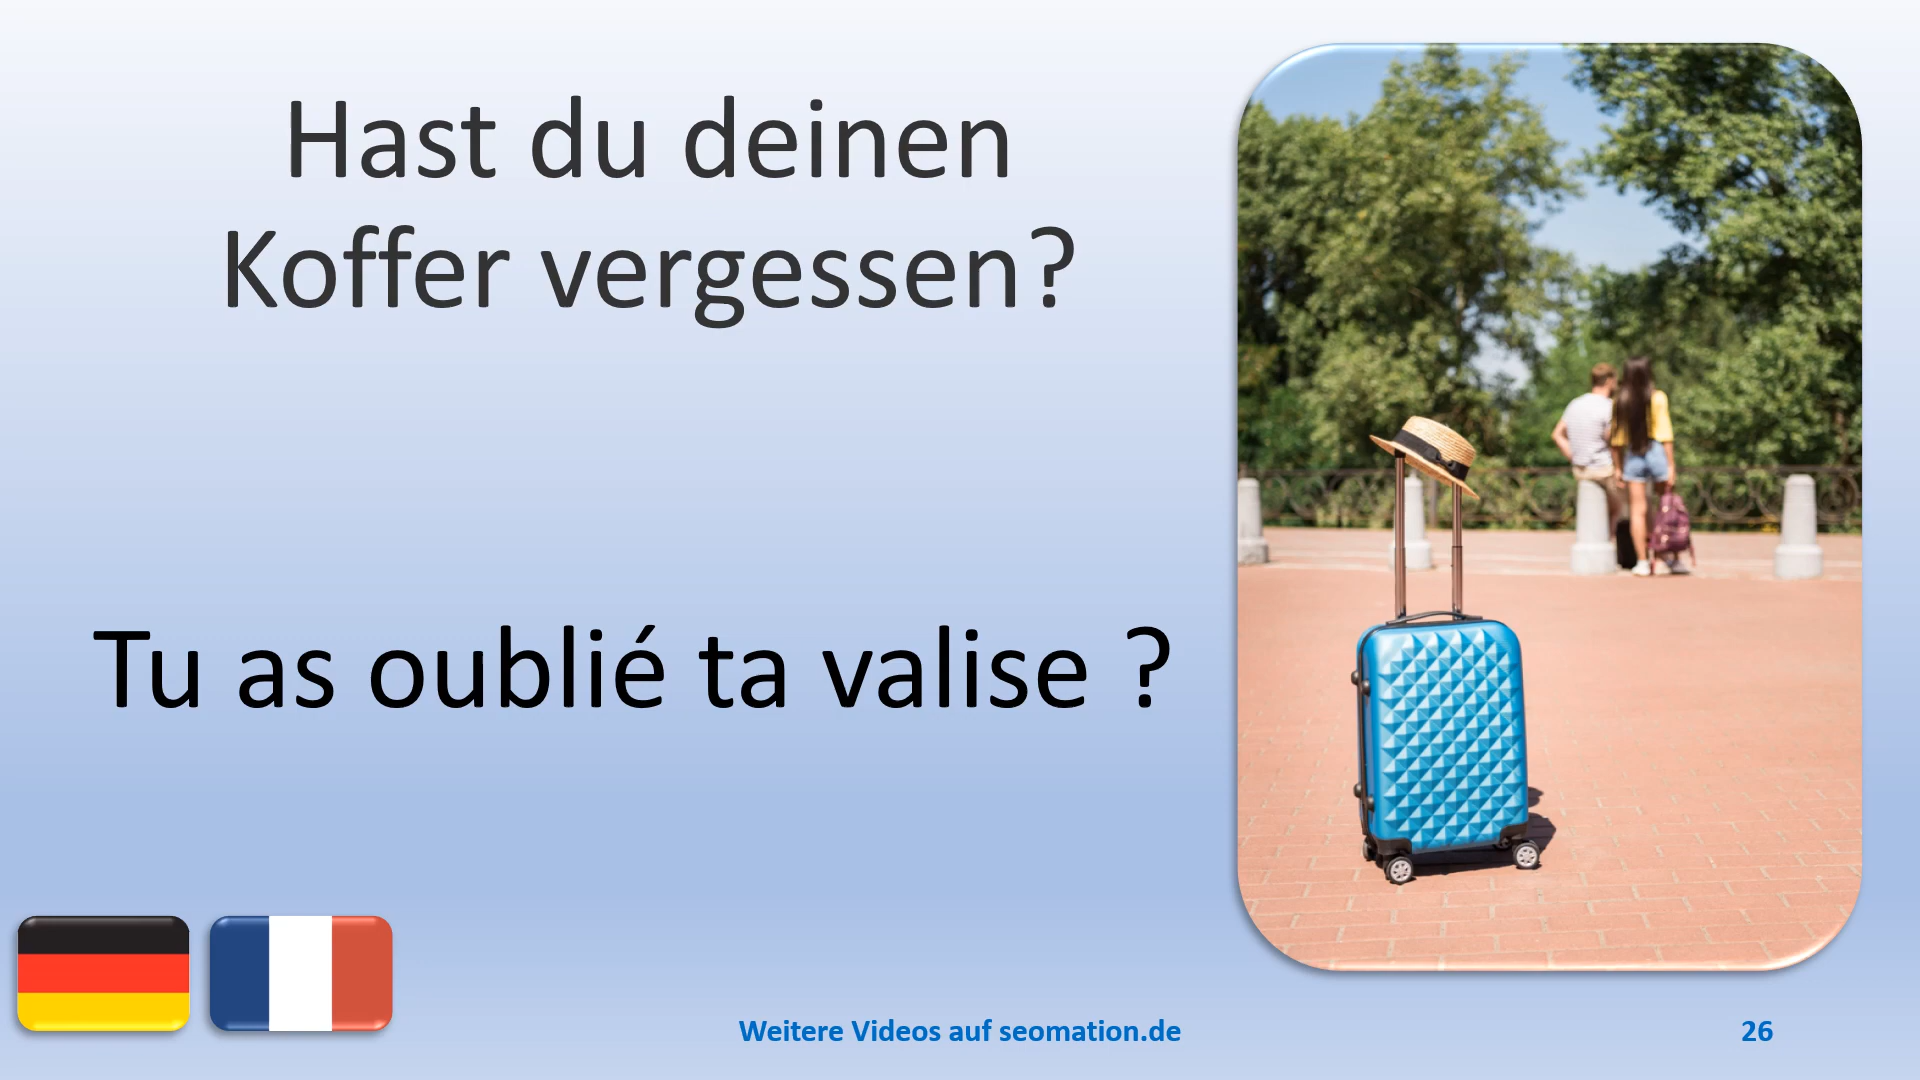 Hast du deinen
Koffer vergessen?
Tu as oublié ta valise ?
Weitere Videos auf seomation.de
26